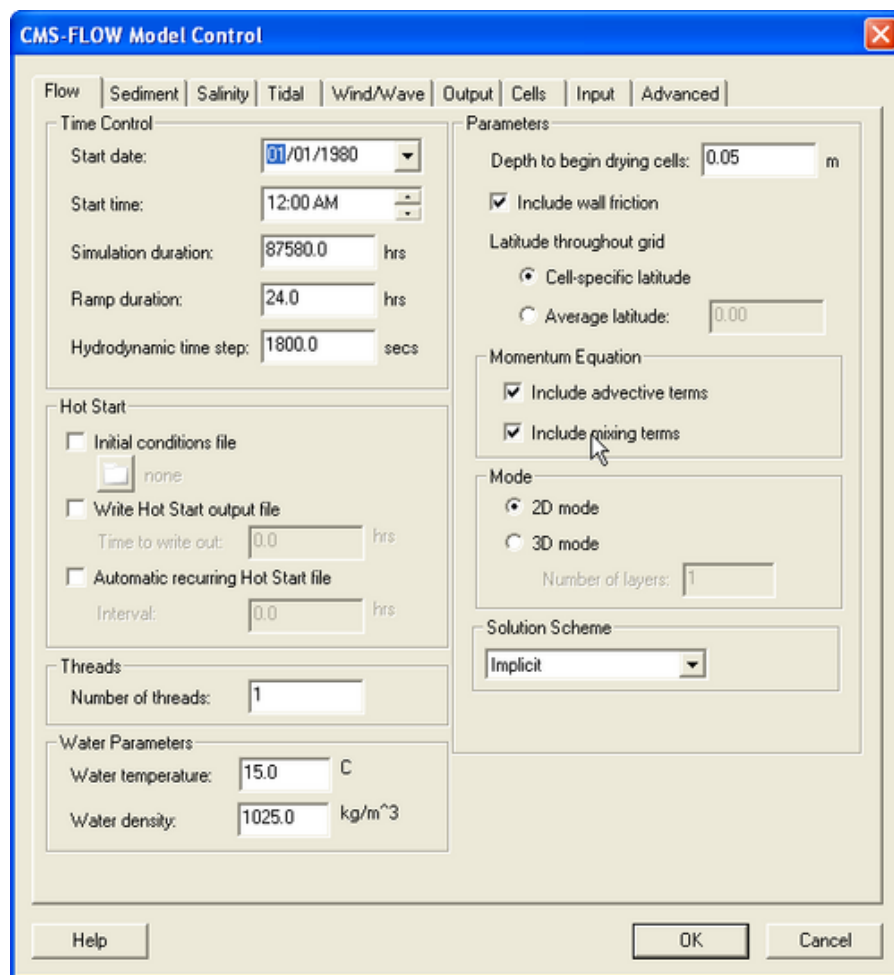 CMS-FLOW Model Control
Flow Sediment Salinity Tidal Wind/Wave Output Cells Input Advanced
Time Control
Start date: 01/01/1980
Start time: 12:00 AM
Simulation duration: 87580.0 hrs
Ramp duration: 24.0 hrs
Hydrodynamic time step: 1800.0 secs
Hot Start
Initial conditions file
none
Write Hot Start output file
Time to write out: 0.0 hrs
Automatic recurring Hot Start file
Interval: 0.0 hrs
Threads
Number of threads: 1
Water Parameters
Water temperature: 15.0 C
Water density: 1025.0 kg/m^3
Parameters
Depth to begin drying cells: 0.05 m
Include wall friction
Latitude throughout grid
Cell-specific latitude
Average latitude: 0.00
Momentum Equation
Include advective terms
Include mixing terms
Mode
2D mode
3D mode
Number of layers: 1
Solution Scheme
Implicit
Help OK Cancel